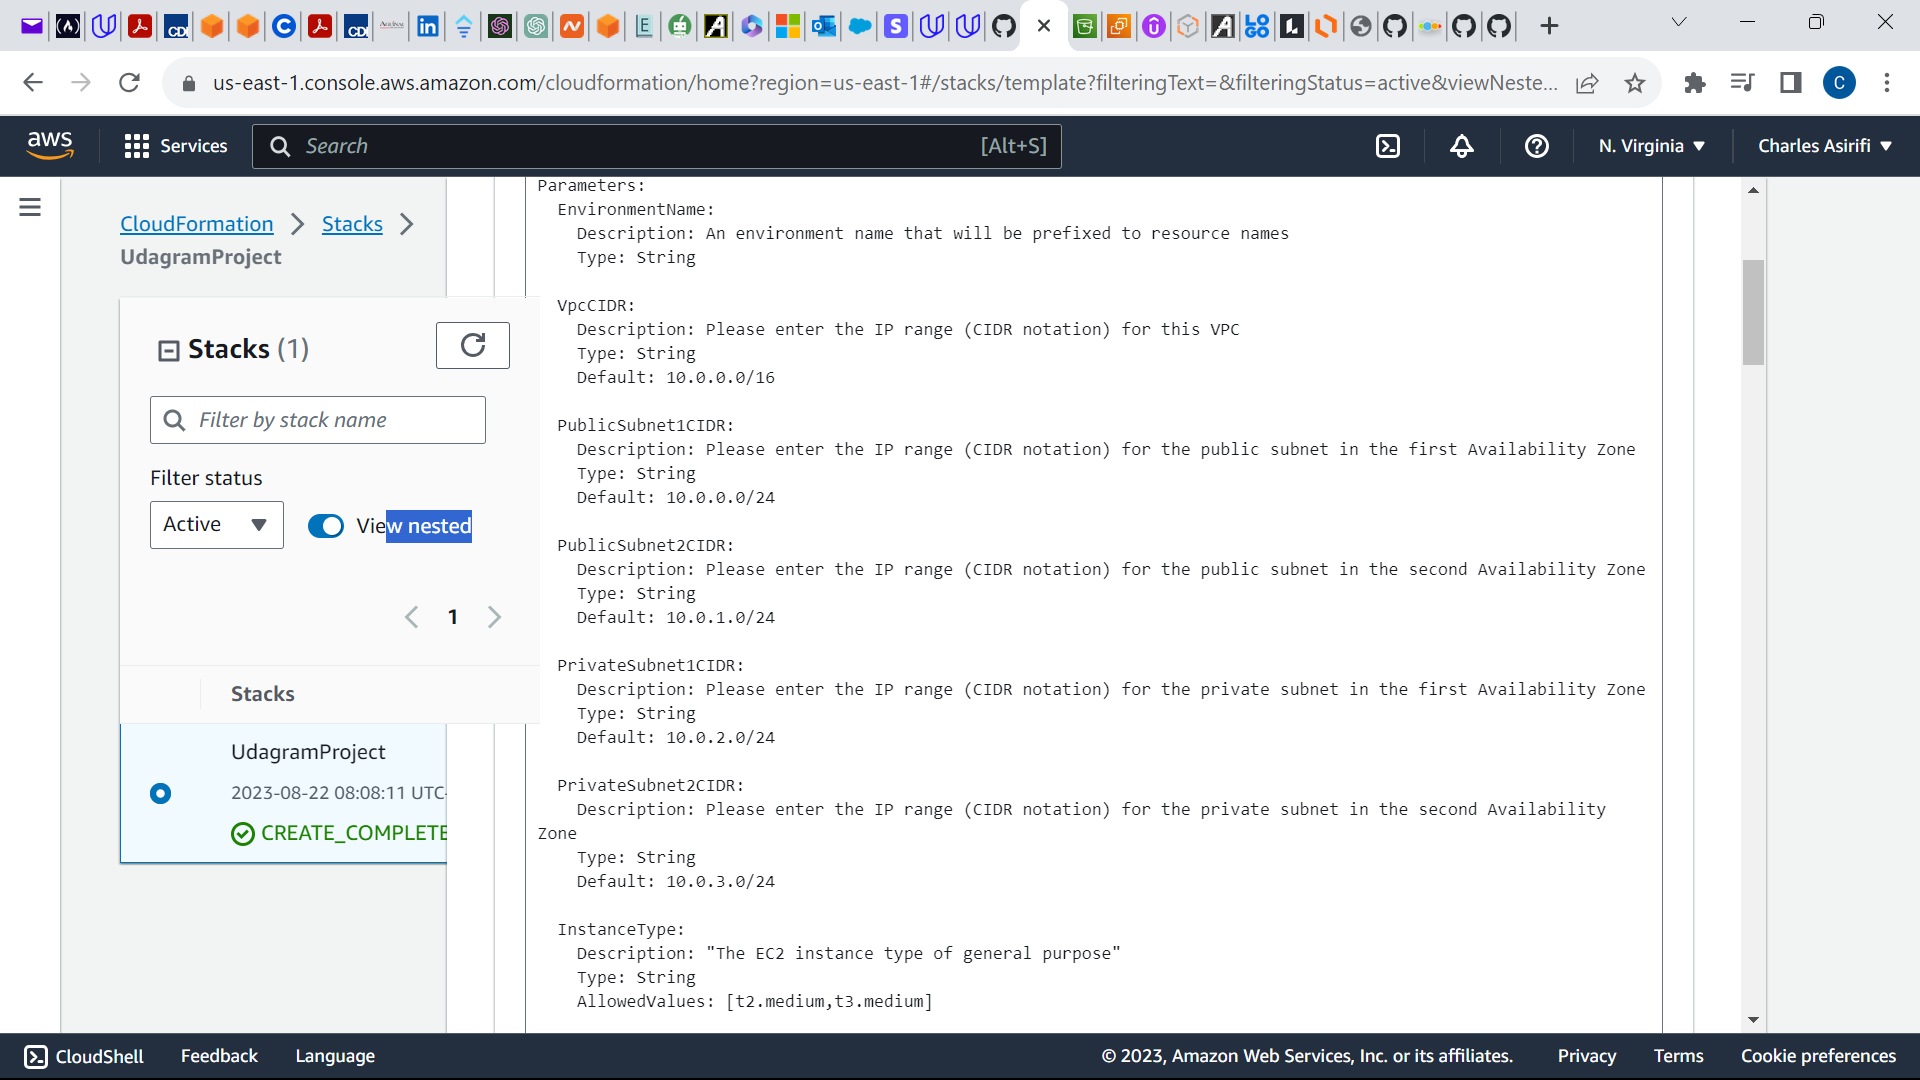 us-east-1.console.aws.amazon.com/cloudformation/home?region=us-east-1#/stacks/template?filteringText=&filteringStatus=active&viewNeste...
C
aws
Services
Search
[Alt+S]
N. Virginia
Charles Asirifi
CloudFormation
Stacks
UdagramProject
Stacks (1)
Filter by stack name
Filter status
Active
View nested
1
Stacks
UdagramProject
2023-08-22 08:08:11 UTC-
CREATE_COMPLETE
Parameters:
EnvironmentName:
Description: An environment name that will be prefixed to resource names
Type: String
VpcCIDR:
Description: Please enter the IP range (CIDR notation) for this VPC
Type: String
Default: 10.0.0.0/16
PublicSubnet1CIDR:
Description: Please enter the IP range (CIDR notation) for the public subnet in the first Availability Zone
Type: String
Default: 10.0.0.0/24
PublicSubnet2CIDR:
Description: Please enter the IP range (CIDR notation) for the public subnet in the second Availability Zone
Type: String
Default: 10.0.1.0/24
PrivateSubnet1CIDR:
Description: Please enter the IP range (CIDR notation) for the private subnet in the first Availability Zone
Type: String
Default: 10.0.2.0/24
PrivateSubnet2CIDR:
Description: Please enter the IP range (CIDR notation) for the private subnet in the second Availability
Zone
Type: String
Default: 10.0.3.0/24
InstanceType:
Description: "The EC2 instance type of general purpose"
Type: String
AllowedValues: [t2.medium,t3.medium]
CloudShell
Feedback
Language
© 2023, Amazon Web Services, Inc. or its affiliates.
Privacy
Terms
Cookie preferences